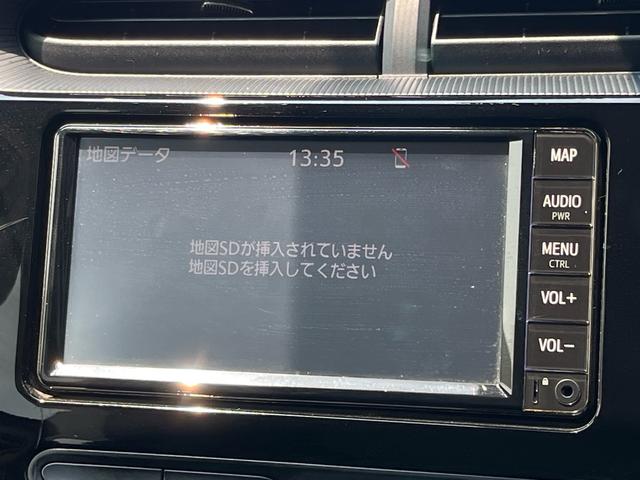 地図データ 13:35
地図SDが挿入されていません
地図SDを挿入してください
MAP
AUDIO
PWR
MENU
CTRL
VOL+
VOL−